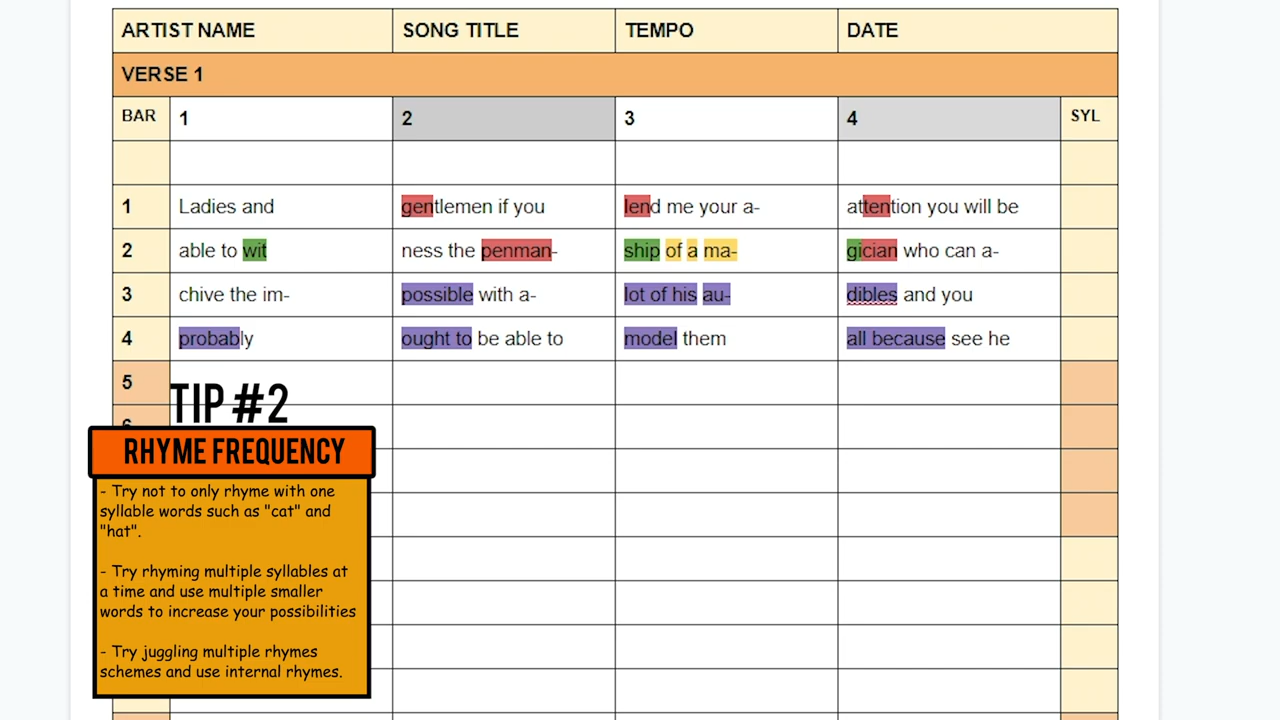 ARTIST NAME SONG TITLE TEMPO DATE
VERSE 1
BAR 1 2 3 4 SYL
1 Ladies and gentlemen if you lend me your a- attention you will be
2 able to wit ness the penman- ship of a ma- gician who can a-
3 chive the im- possible with a- lot of his au- dibles and you
4 probably ought to be able to model them all because see he
5
TIP #2
6
RHYME FREQUENCY
- Try not to only rhyme with one
syllable words such as "cat" and
"hat".
- Try rhyming multiple syllables at
a time and use multiple smaller
words to increase your possibilities
- Try juggling multiple rhymes
schemes and use internal rhymes.